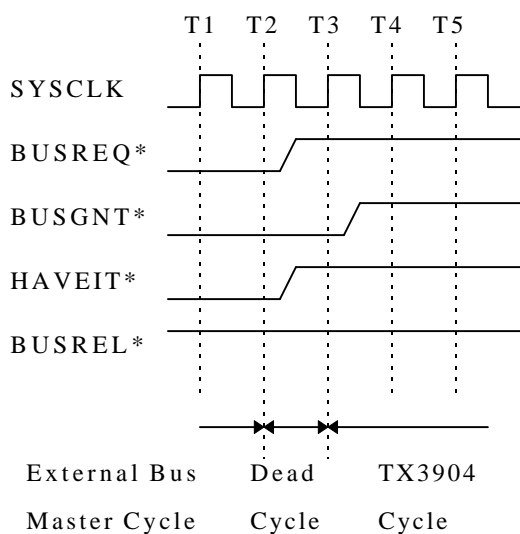 T1 T2 T3 T4 T5
SYSCLK
BUSREQ*
BUSGNT*
HAVEIT*
BUSREL*
External Bus Dead TX3904
Master Cycle Cycle Cycle